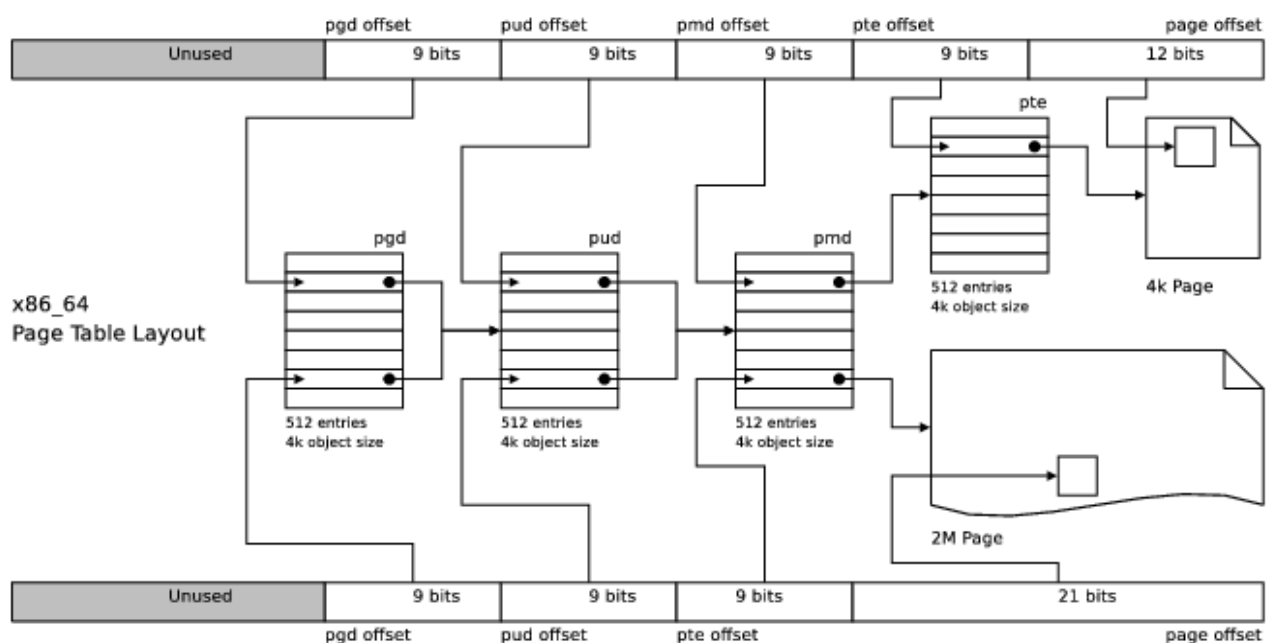 pgd offset pud offset pmd offset pte offset page offset
Unused 9 bits 9 bits 9 bits 9 bits 12 bits
pte
pgd pud pmd
4k Page
512 entries
4k object size
x86_64
Page Table Layout
512 entries
4k object size
512 entries
4k object size
512 entries
4k object size
2M Page
Unused 9 bits 9 bits 9 bits 21 bits
pgd offset pud offset pte offset page offset